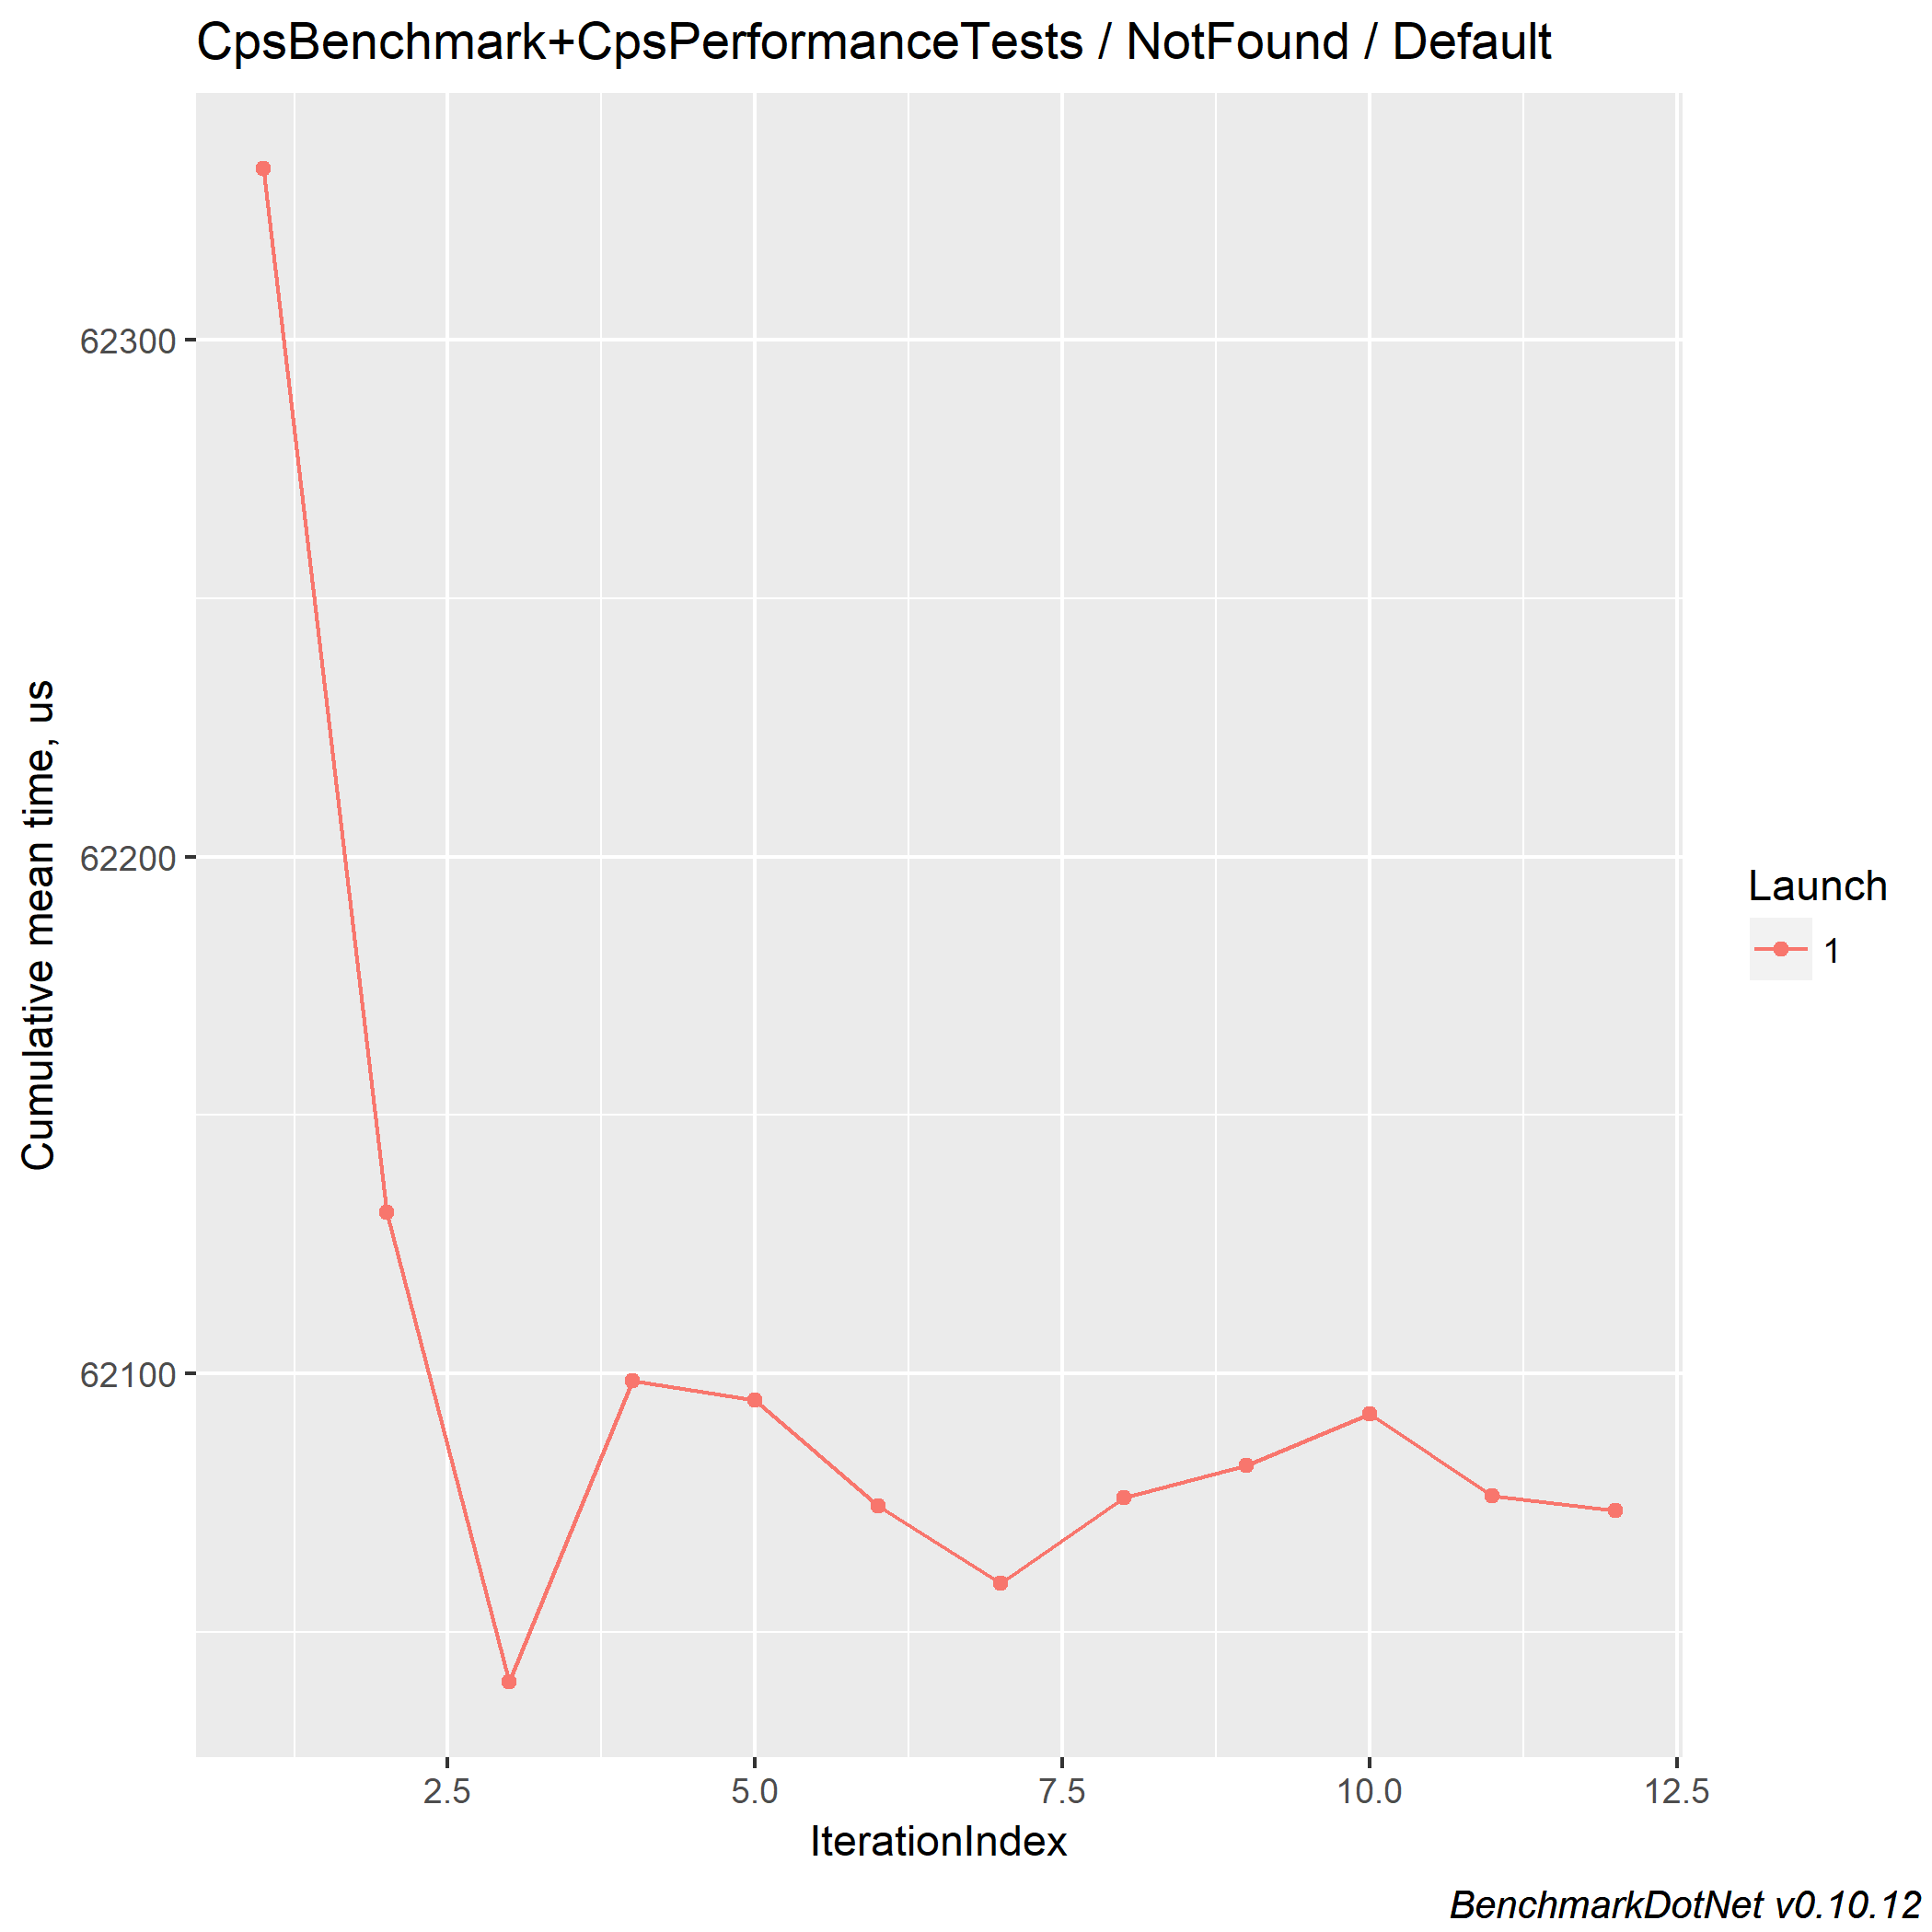 CpsBenchmark+CpsPerformanceTests / NotFound / Default
Cumulative mean time, us
62300
62200
62100
2.5
5.0
7.5
10.0
12.5
IterationIndex
Launch
1
BenchmarkDotNet v0.10.12